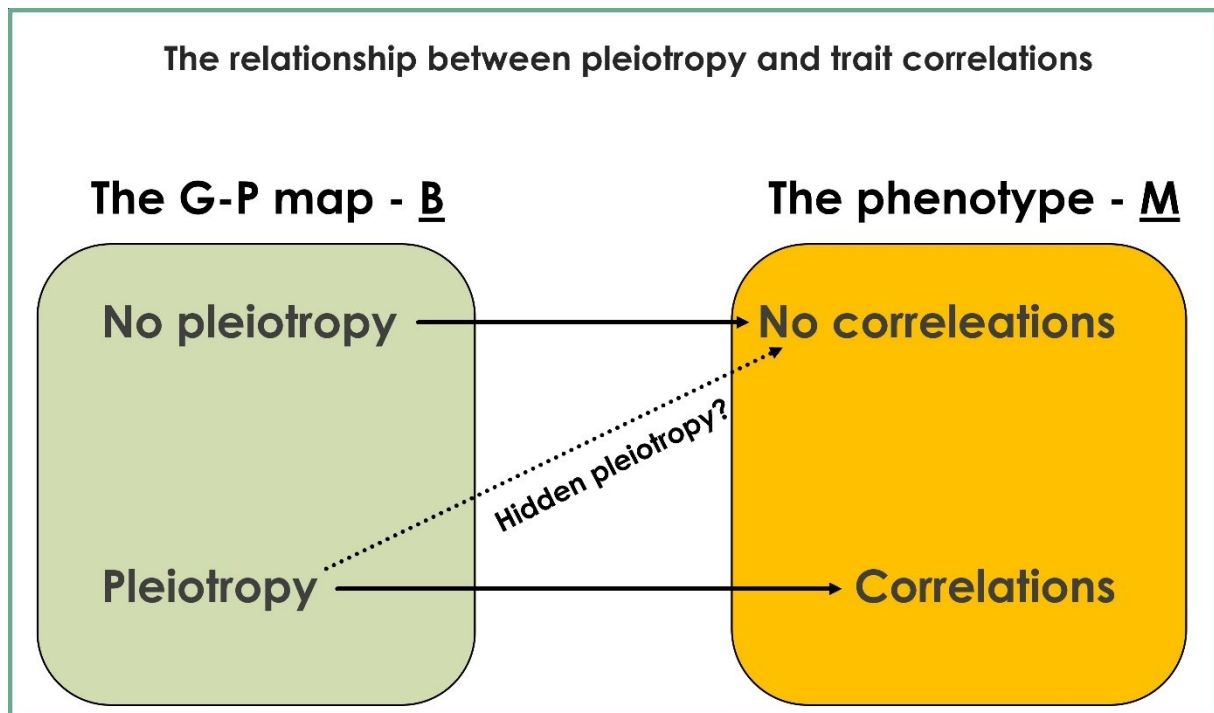 The relationship between pleiotropy and trait correlations
The G-P map - B
The phenotype - M
No pleiotropy
No correleations
Hidden pleiotropy?
Pleiotropy
Correlations